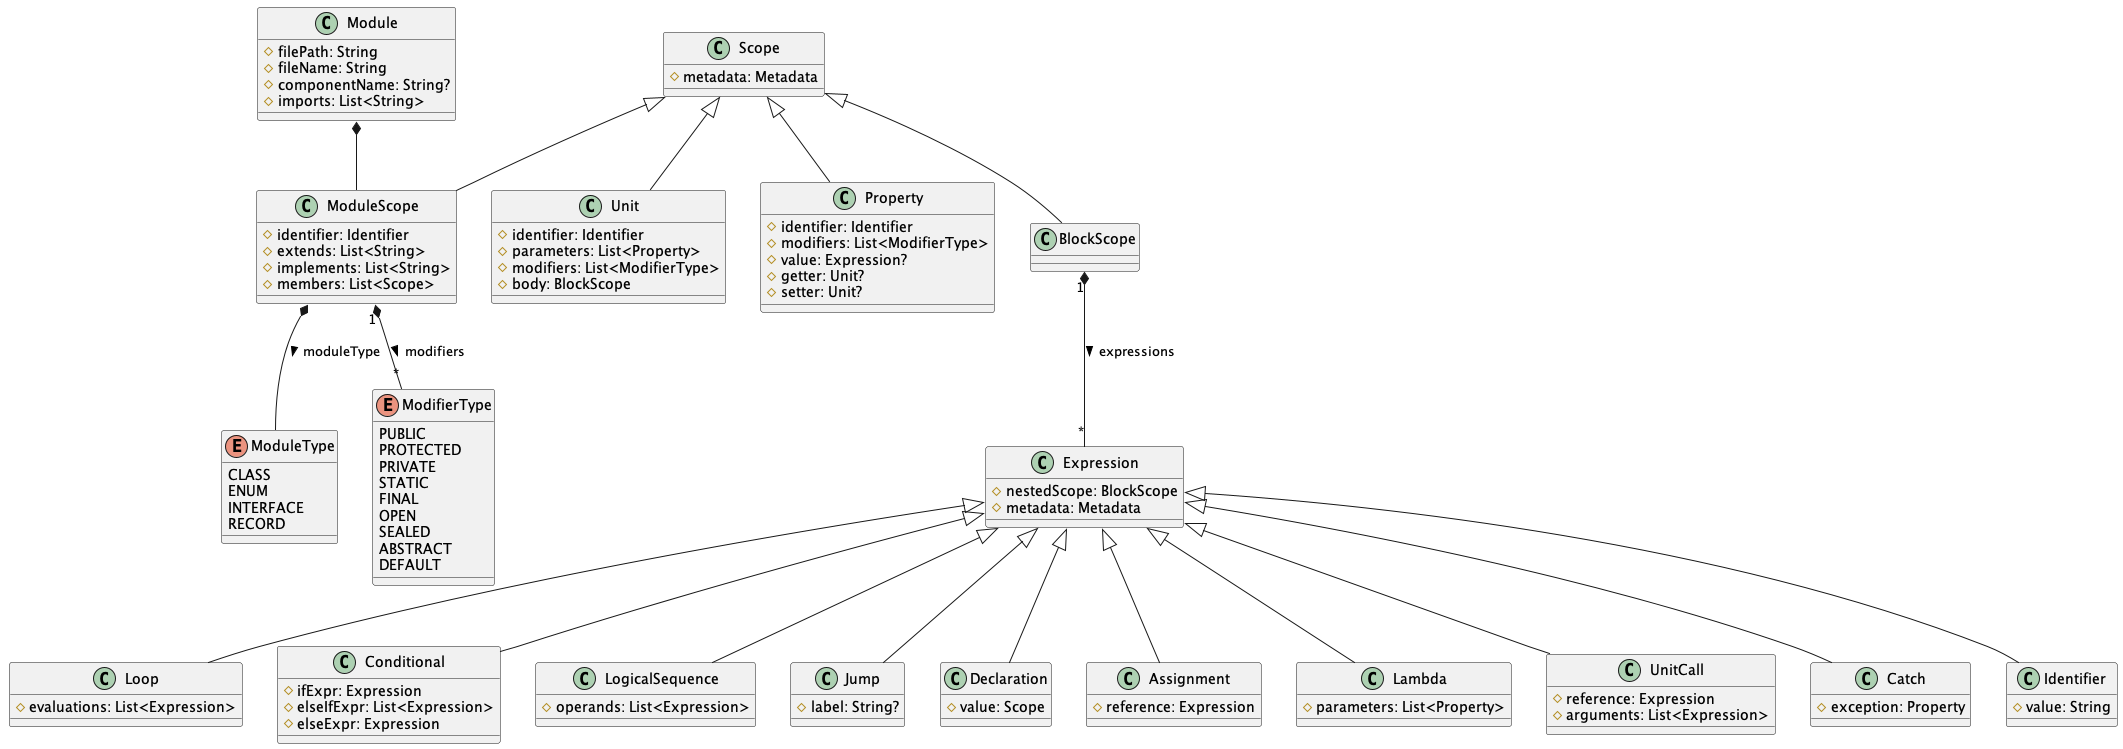 C Module
filePath: String
fileName: String
componentName: String?
imports: List<String>
C Scope
metadata: Metadata
C ModuleScope
identifier: Identifier
extends: List<String>
implements: List<String>
members: List<Scope>
C Unit
identifier: Identifier
parameters: List<Property>
modifiers: List<ModifierType>
body: BlockScope
C Property
identifier: Identifier
modifiers: List<ModifierType>
value: Expression?
getter: Unit?
setter: Unit?
C BlockScope
moduleType
1
modifiers
*
1
expressions
*
E ModuleType
CLASS
ENUM
INTERFACE
RECORD
E ModifierType
PUBLIC
PROTECTED
PRIVATE
STATIC
FINAL
OPEN
SEALED
ABSTRACT
DEFAULT
C Expression
nestedScope: BlockScope
metadata: Metadata
C Loop
evaluations: List<Expression>
C Conditional
ifExpr: Expression
elseIfExpr: List<Expression>
elseExpr: Expression
C LogicalSequence
operands: List<Expression>
C Jump
label: String?
C Declaration
value: Scope
C Assignment
reference: Expression
C Lambda
parameters: List<Property>
C UnitCall
reference: Expression
arguments: List<Expression>
C Catch
exception: Property
C Identifier
value: String